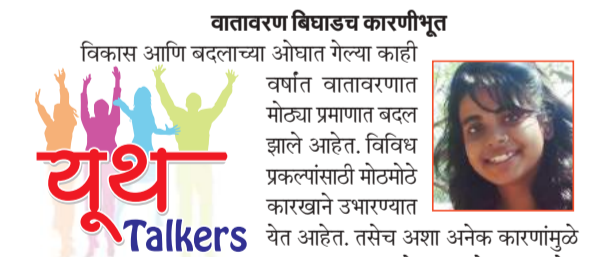 वातावरण बिघाडच कारणीभूत
विकास आणि बदलाच्या ओघात गेल्या काही
वर्षांत वातावरणात
मोठ्या प्रमाणात बदल
झाले आहेत. विविध
प्रकल्पांसाठी मोठमोठे
कारखाने उभारण्यात
येत आहेत. तसेच अशा अनेक कारणांमुळे
यूथ
Talkers